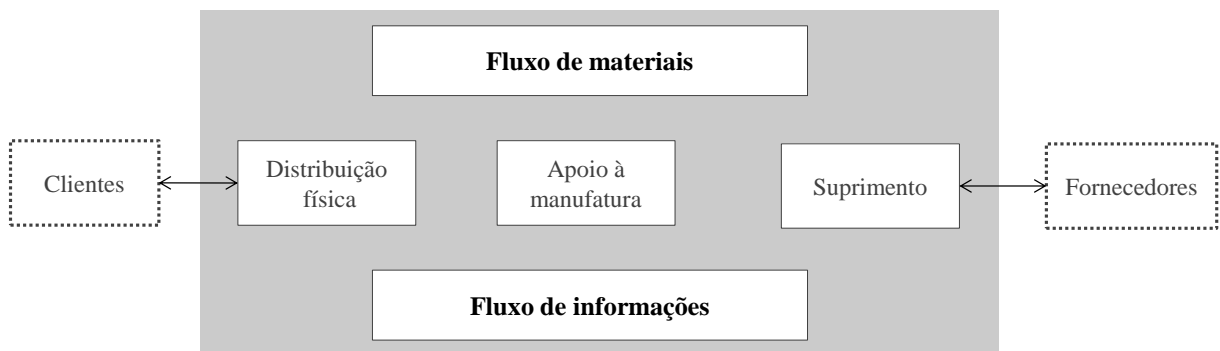 Fluxo de materiais
Clientes
Distribuição
física
Apoio à
manufatura
Suprimento
Fornecedores
Fluxo de informações